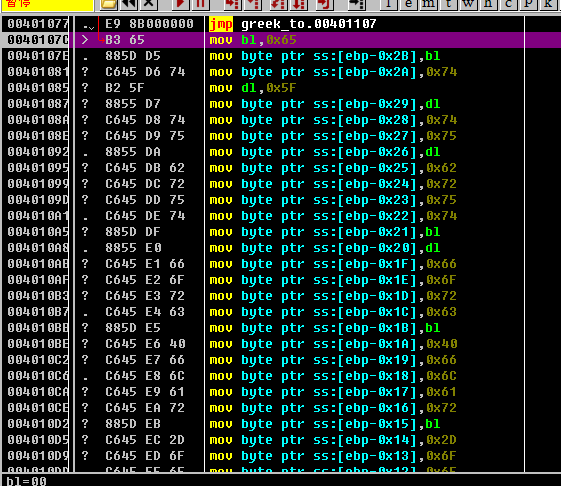 暂停 l e m t w h c P k
00401077 . E9 8B000000 jmp greek_to.00401107
0040107C > B3 65 mov bl,0x65
0040107E . 885D D5 mov byte ptr ss:[ebp-0x2B],bl
00401081 ? C645 D6 74 mov byte ptr ss:[ebp-0x2A],0x74
00401085 ? B2 5F mov dl,0x5F
00401087 > 8855 D7 mov byte ptr ss:[ebp-0x29],dl
0040108A ? C645 D8 74 mov byte ptr ss:[ebp-0x28],0x74
0040108E ? C645 D9 75 mov byte ptr ss:[ebp-0x27],0x75
00401092 . 8855 DA mov byte ptr ss:[ebp-0x26],dl
00401095 ? C645 DB 62 mov byte ptr ss:[ebp-0x25],0x62
00401099 ? C645 DC 72 mov byte ptr ss:[ebp-0x24],0x72
0040109D ? C645 DD 75 mov byte ptr ss:[ebp-0x23],0x75
004010A1 . C645 DE 74 mov byte ptr ss:[ebp-0x22],0x74
004010A5 ? 885D DF mov byte ptr ss:[ebp-0x21],bl
004010A8 . 8855 E0 mov byte ptr ss:[ebp-0x20],dl
004010AB ? C645 E1 66 mov byte ptr ss:[ebp-0x1F],0x66
004010AF ? C645 E2 6F mov byte ptr ss:[ebp-0x1E],0x6F
004010B3 ? C645 E3 72 mov byte ptr ss:[ebp-0x1D],0x72
004010B7 . C645 E4 63 mov byte ptr ss:[ebp-0x1C],0x63
004010BB ? 885D E5 mov byte ptr ss:[ebp-0x1B],bl
004010BE ? C645 E6 40 mov byte ptr ss:[ebp-0x1A],0x40
004010C2 ? C645 E7 66 mov byte ptr ss:[ebp-0x19],0x66
004010C6 . C645 E8 6C mov byte ptr ss:[ebp-0x18],0x6C
004010CA ? C645 E9 61 mov byte ptr ss:[ebp-0x17],0x61
004010CE ? C645 EA 72 mov byte ptr ss:[ebp-0x16],0x72
004010D2 ? 885D EB mov byte ptr ss:[ebp-0x15],bl
004010D5 ? C645 EC 2D mov byte ptr ss:[ebp-0x14],0x2D
004010D9 ? C645 ED 6F mov byte ptr ss:[ebp-0x13],0x6F
bl=00